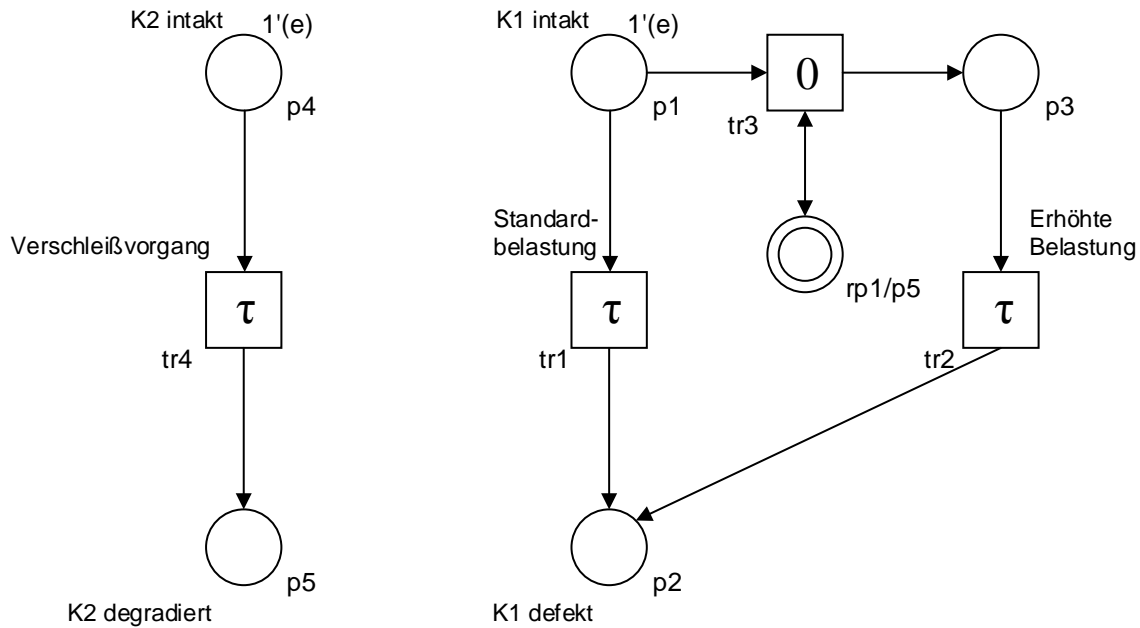 K2 intakt
1'(e)
p4
Verschleißvorgang
τ
tr4
p5
K2 degradiert
K1 intakt
1'(e)
p1
0
tr3
p3
Standard-
belastung
τ
tr1
rp1/p5
Erhöhte
Belastung
τ
tr2
p2
K1 defekt